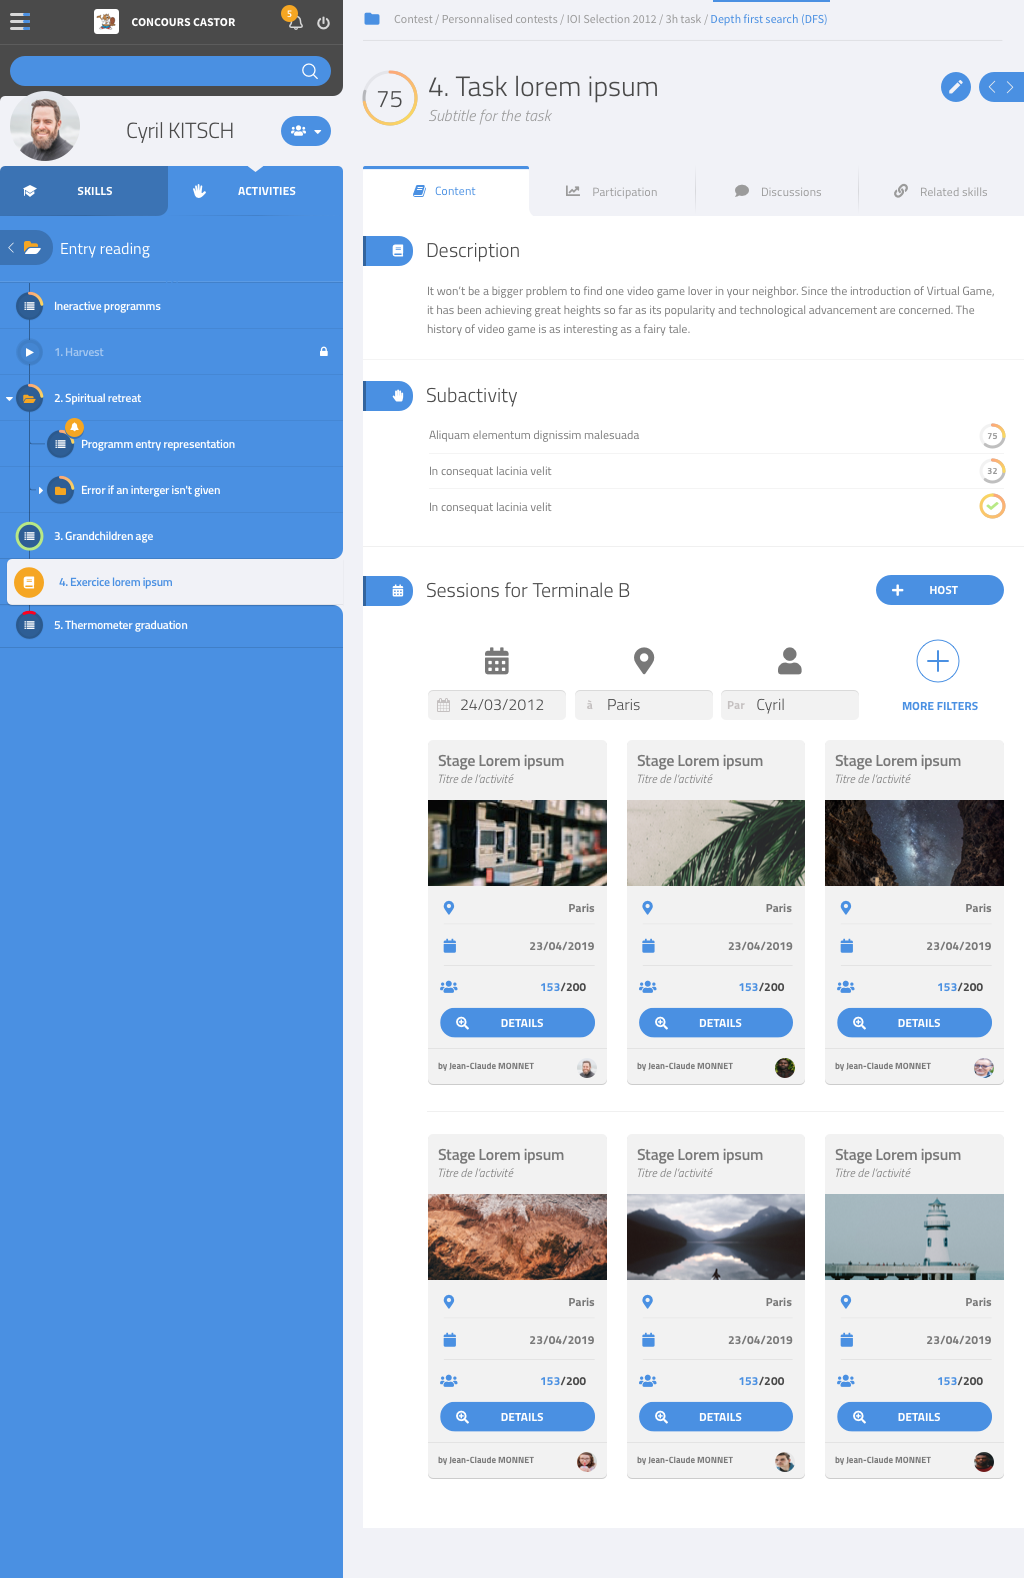 CONCOURS CASTOR
5
Contest / Personnalised contests / IOI Selection 2012 / 3h task / Depth first search (DFS)
Cyril KITSCH
75
4. Task lorem ipsum
Subtitle for the task
SKILLS
ACTIVITIES
Entry reading
Ineractive programms
1. Harvest
2. Spiritual retreat
Programm entry representation
Error if an interger isn't given
3. Grandchildren age
4. Exercice lorem ipsum
5. Thermometer graduation
Content
Participation
Discussions
Related skills
Description
It won't be a bigger problem to find one video game lover in your neighbor. Since the introduction of Virtual Game,
it has been achieving great heights so far as its popularity and technological advancement are concerned. The
history of video game is as interesting as a fairy tale.
Subactivity
Aliquam elementum dignissim malesuada
75
In consequat lacinia velit
32
In consequat lacinia velit
Sessions for Terminale B
HOST
24/03/2012
à Paris
Par Cyril
MORE FILTERS
Stage Lorem ipsum
Titre de l'activité
Paris
23/04/2019
153/200
DETAILS
by Jean-Claude MONNET
Stage Lorem ipsum
Titre de l'activité
Paris
23/04/2019
153/200
DETAILS
by Jean-Claude MONNET
Stage Lorem ipsum
Titre de l'activité
Paris
23/04/2019
153/200
DETAILS
by Jean-Claude MONNET
Stage Lorem ipsum
Titre de l'activité
Paris
23/04/2019
153/200
DETAILS
by Jean-Claude MONNET
Stage Lorem ipsum
Titre de l'activité
Paris
23/04/2019
153/200
DETAILS
by Jean-Claude MONNET
Stage Lorem ipsum
Titre de l'activité
Paris
23/04/2019
153/200
DETAILS
by Jean-Claude MONNET